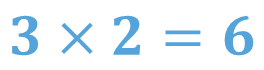 3 × 2 = 6